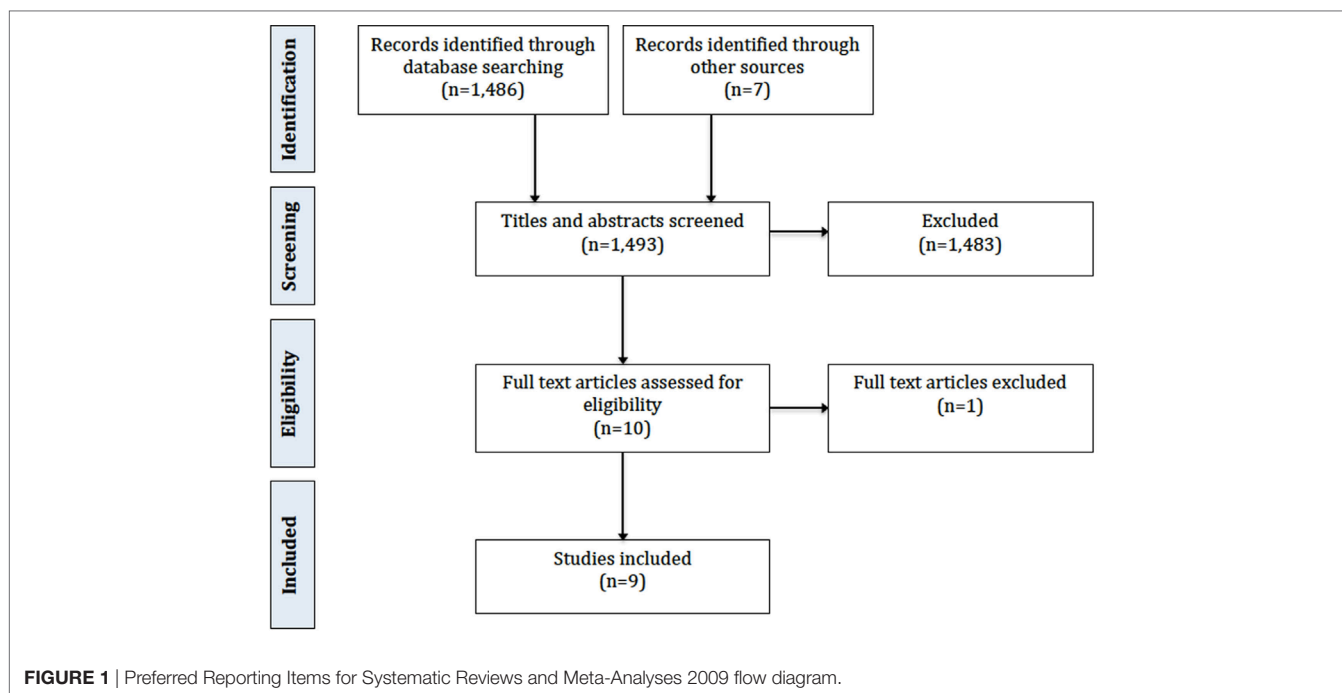 Identification
Records identified through
database searching
(n=1,486)
Records identified through
other sources
(n=7)
Screening
Titles and abstracts screened
(n=1,493)
Excluded
(n=1,483)
Eligibility
Full text articles assessed for
eligibility
(n=10)
Full text articles excluded
(n=1)
Included
Studies included
(n=9)
FIGURE 1 | Preferred Reporting Items for Systematic Reviews and Meta-Analyses 2009 flow diagram.